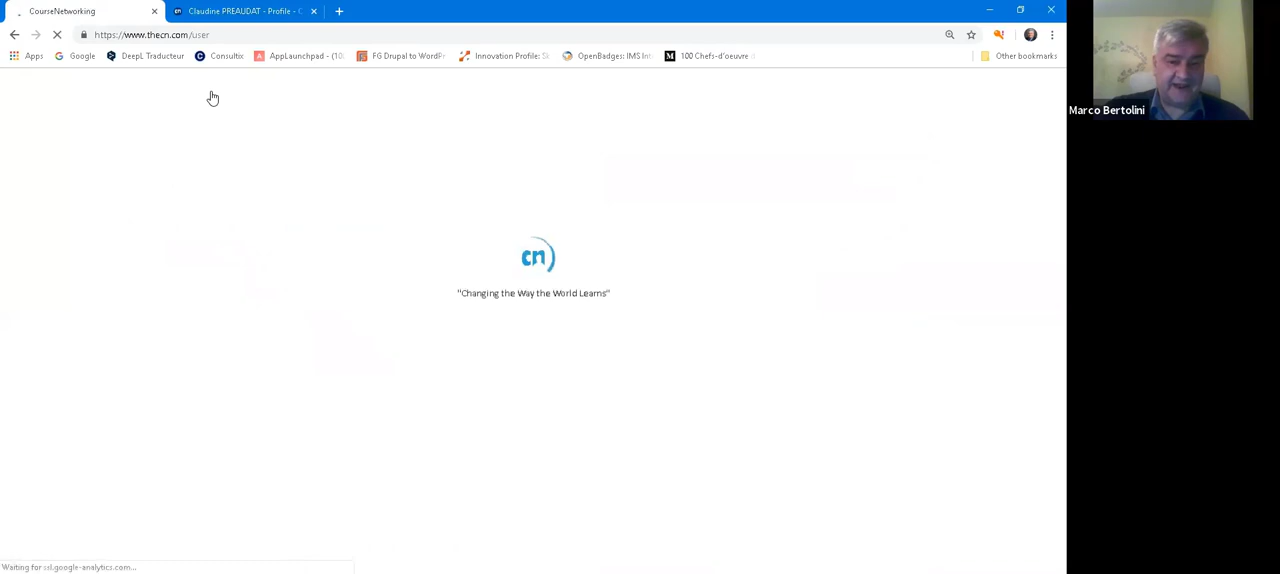 CourseNetworking
Claudine PREAUDAT - Profile - C
https://www.thecn.com/user
Apps
Google
DeepL Traducteur
Consultix
AppLaunchpad - (10
FG Drupal to WordPr
Innovation Profile: S
OpenBadges: IMS Int
100 Chefs-d'oeuvre d
Other bookmarks
Marco Bertolini
cn
"Changing the Way the World Learns"
Waiting for ssl.google-analytics.com...